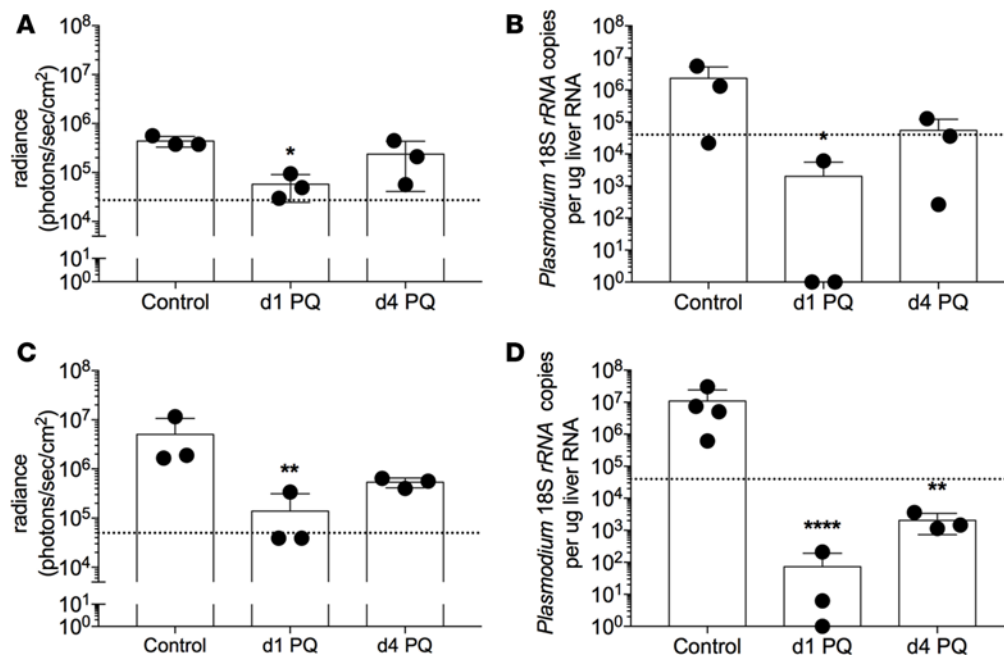 A
radiance
(photons/sec/cm²)
10⁸
10⁷
10⁶
10⁵
10⁴
10¹
10⁰
*
Control d1 PQ d4 PQ
B
Plasmodium 18S rRNA copies
per ug liver RNA
10⁸
10⁷
10⁶
10⁵
10⁴
10³
10²
10¹
10⁰
*
Control d1 PQ d4 PQ
C
radiance
(photons/sec/cm²)
10⁸
10⁷
10⁶
10⁵
10⁴
10¹
10⁰
**
Control d1 PQ d4 PQ
D
Plasmodium 18S rRNA copies
per ug liver RNA
10⁸
10⁷
10⁶
10⁵
10⁴
10³
10²
10¹
10⁰
****
**
Control d1 PQ d4 PQ